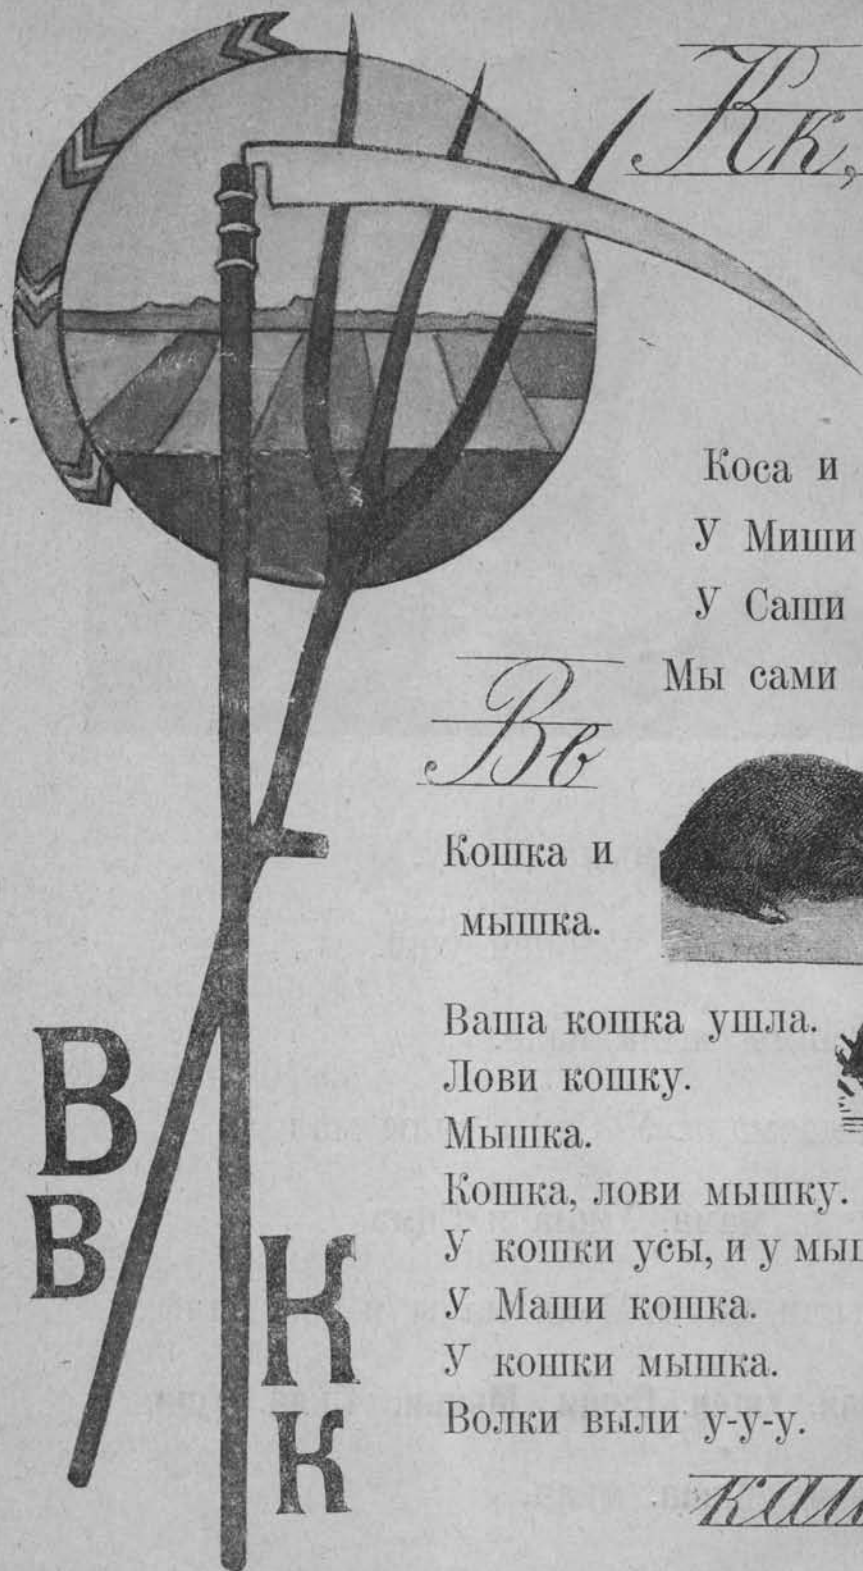 Кк,
Коса и
У Миши
У Саши
Мы сами
Вв
Кошка и
мышка.
Ваша кошка ушла.
Лови кошку.
Мышка.
Кошка, лови мышку.
У кошки усы, и у мыш
У Маши кошка.
У кошки мышка.
Волки выли у-у-у.
В
В
К
К